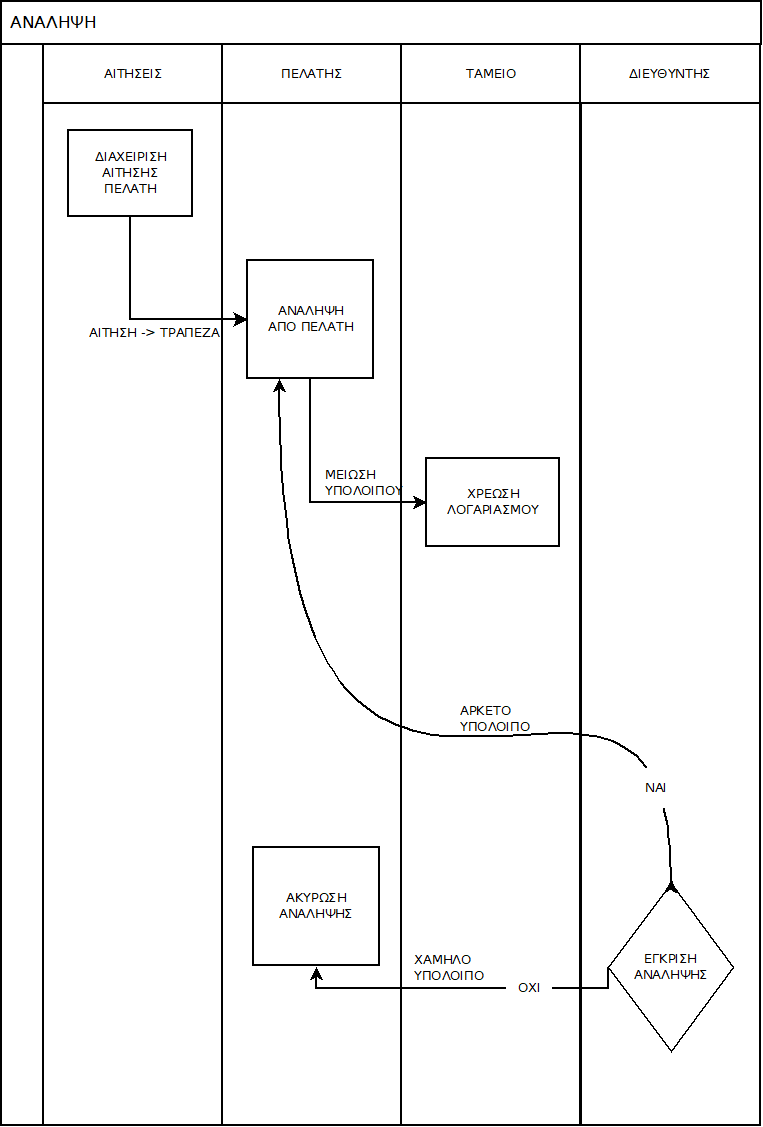 ΑΝΑΛΗΨΗ
ΑΙΤΗΣΕΙΣ
ΠΕΛΑΤΗΣ
ΤΑΜΕΙΟ
ΔΙΕΥΘΥΝΤΗΣ
ΔΙΑΧΕΙΡΙΣΗ
ΑΙΤΗΣΗΣ
ΠΕΛΑΤΗ
ΑΙΤΗΣΗ -> ΤΡΑΠΕΖΑ
ΑΝΑΛΗΨΗ
ΑΠΟ ΠΕΛΑΤΗ
ΜΕΙΩΣΗ
ΥΠΟΛΟΙΠΟΥ
ΧΡΕΩΣΗ
ΛΟΓΑΡΙΑΣΜΟΥ
ΑΡΚΕΤΟ
ΥΠΟΛΟΙΠΟ
ΝΑΙ
ΑΚΥΡΩΣΗ
ΑΝΑΛΗΨΗΣ
ΧΑΜΗΛΟ
ΥΠΟΛΟΙΠΟ
ΟΧΙ
ΕΓΚΡΙΣΗ
ΑΝΑΛΗΨΗΣ